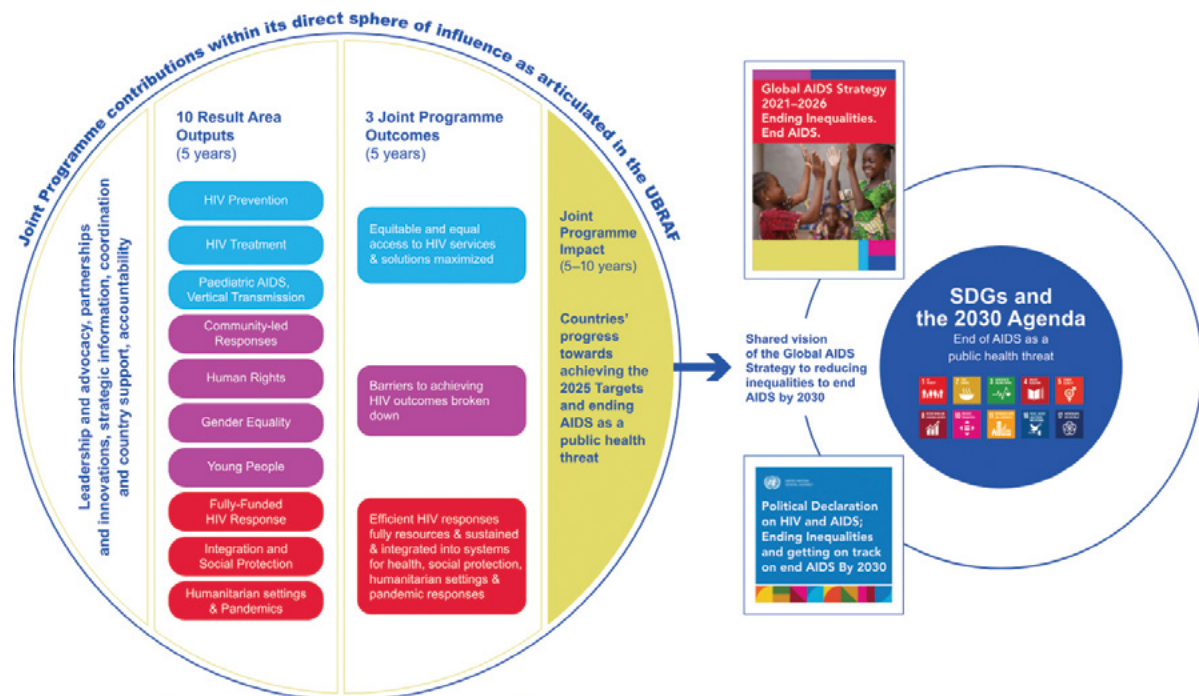 Joint Programme contributions within its direct sphere of influence as articulated in the UBRAF
Leadership and advocacy, partnerships
and innovations, strategic information, coordination
and country support, accountability
10 Result Area
Outputs
(5 years)
HIV Prevention
HIV Treatment
Paediatric AIDS,
Vertical Transmission
Community-led
Responses
Human Rights
Gender Equality
Young People
Fully-Funded
HIV Response
Integration and
Social Protection
Humanitarian settings
& Pandemics
3 Joint Programme
Outcomes
(5 years)
Equitable and equal
access to HIV services
& solutions maximized
Barriers to achieving
HIV outcomes broken
down
Efficient HIV responses
fully resources & sustained
& integrated into systems
for health, social protection,
humanitarian settings &
pandemic responses
Joint
Programme
Impact
(5–10 years)
Countries'
progress
towards
achieving the
2025 Targets
and ending
AIDS as a
public health
threat
Global AIDS Strategy
2021–2026
Ending Inequalities.
End AIDS.
Shared vision
of the Global AIDS
Strategy to reducing
inequalities to end
AIDS by 2030
Political Declaration
on HIV and AIDS;
Ending Inequalities
and getting on track
on end AIDS By 2030
SDGs and
the 2030 Agenda
End of AIDS as a
public health threat